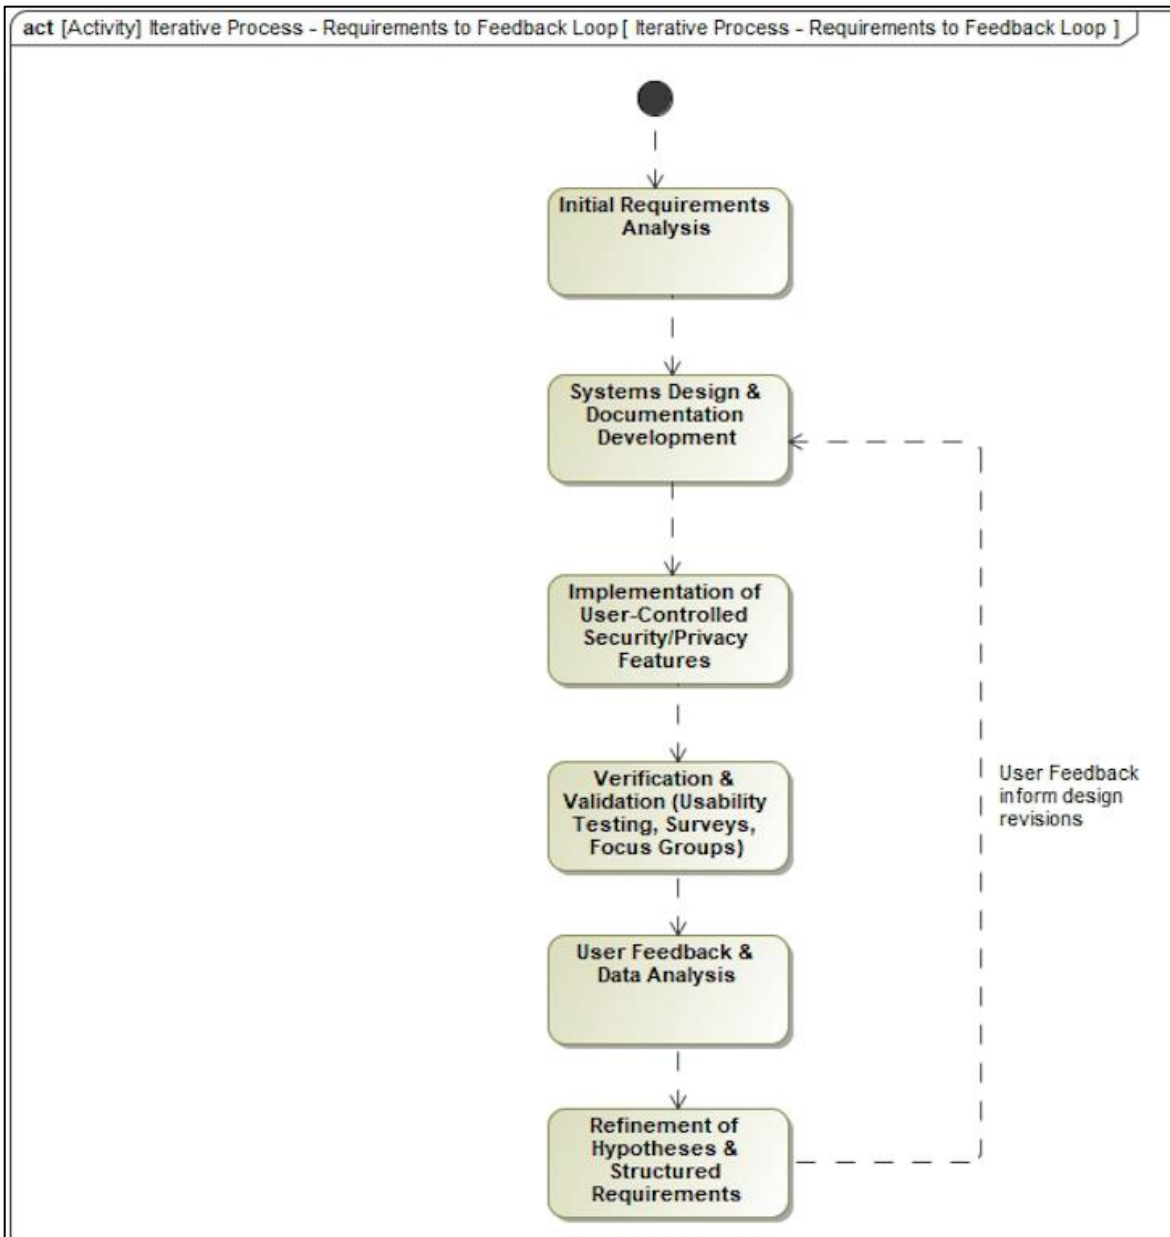 act [Activity] Iterative Process - Requirements to Feedback Loop [ Iterative Process - Requirements to Feedback Loop ]
Initial Requirements
Analysis
Systems Design &
Documentation
Development
Implementation of
User-Controlled
Security/Privacy
Features
Verification &
Validation (Usability
Testing, Surveys,
Focus Groups)
User Feedback
inform design
revisions
User Feedback &
Data Analysis
Refinement of
Hypotheses &
Structured
Requirements